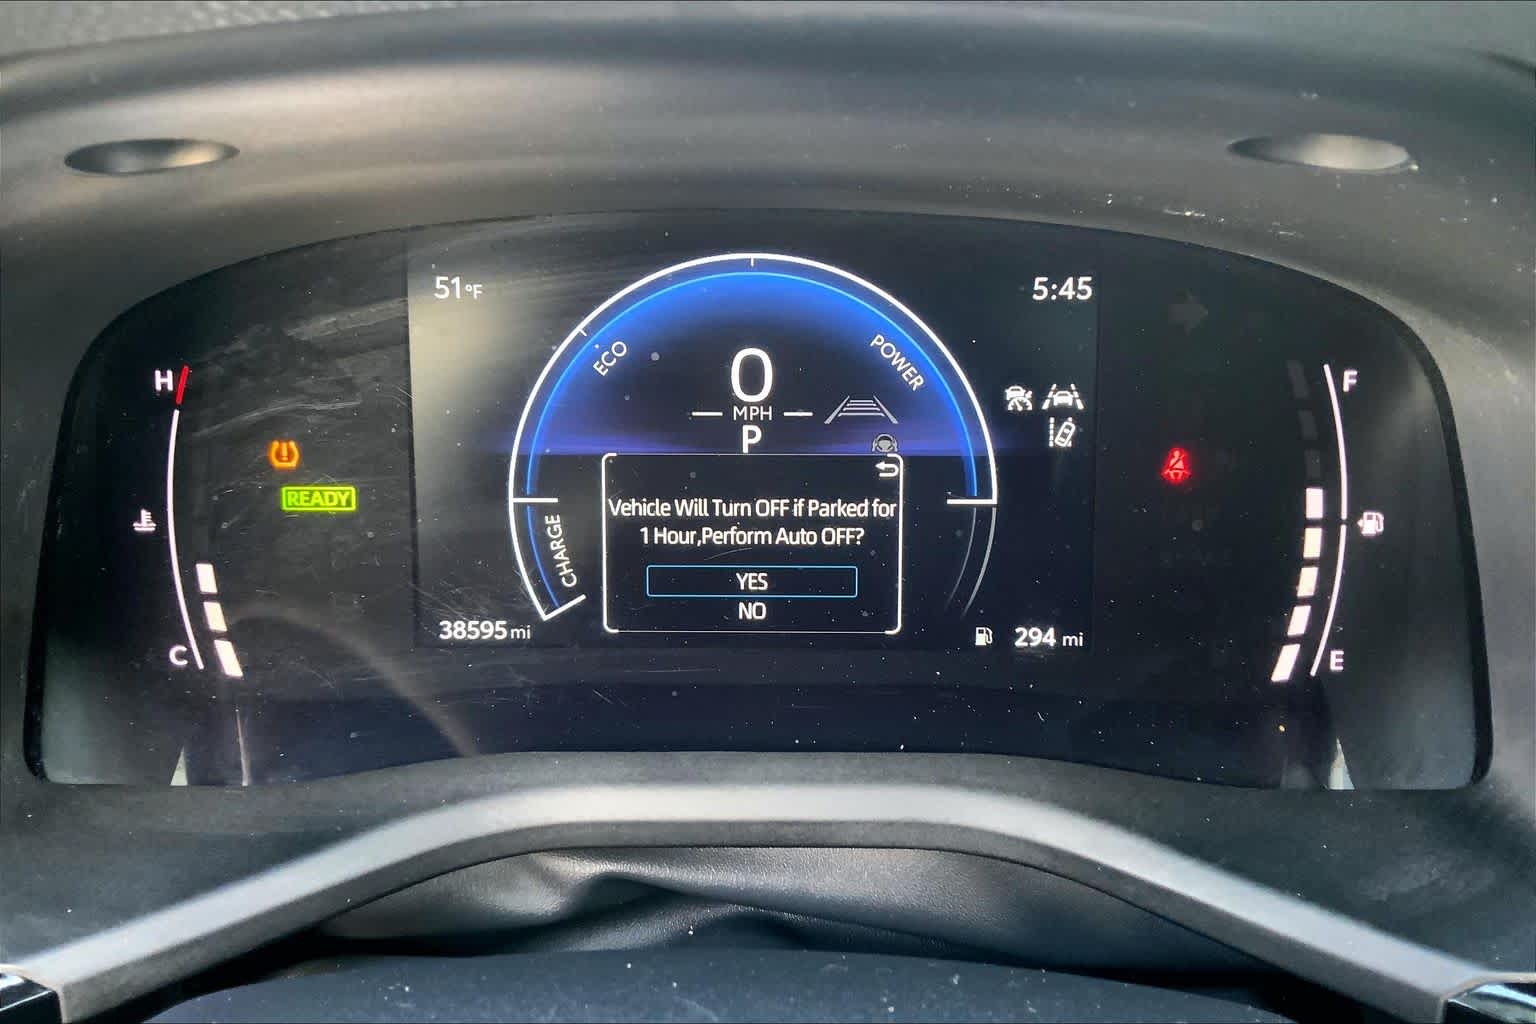 51°F
5:45
ECO
POWER
0
MPH
P
H
F
READY
Vehicle Will Turn OFF if Parked for
1 Hour,Perform Auto OFF?
YES
NO
CHARGE
C
E
38595 mi
294 mi